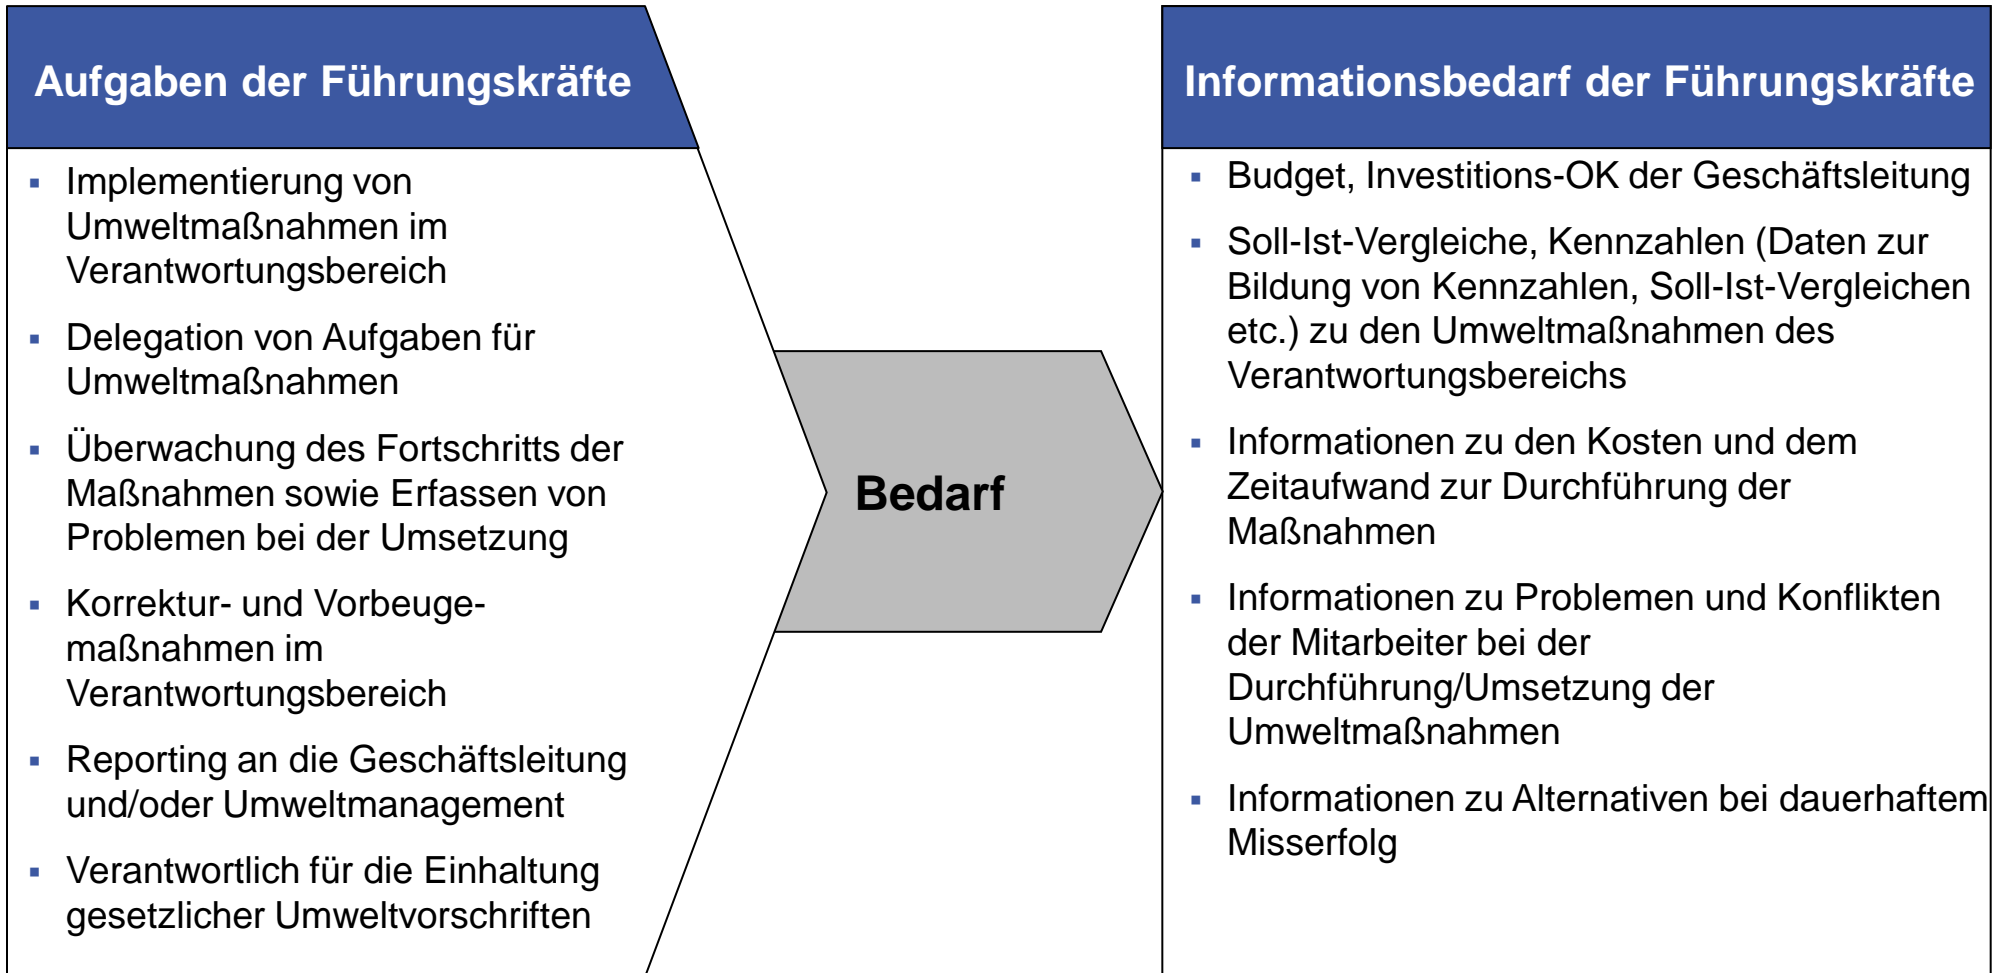 Aufgaben der Führungskräfte
▪ Implementierung von
Umweltmaßnahmen im
Verantwortungsbereich
▪ Delegation von Aufgaben für
Umweltmaßnahmen
▪ Überwachung des Fortschritts der
Maßnahmen sowie Erfassen von
Problemen bei der Umsetzung
▪ Korrektur- und Vorbeuge-
maßnahmen im
Verantwortungsbereich
▪ Reporting an die Geschäftsleitung
und/oder Umweltmanagement
▪ Verantwortlich für die Einhaltung
gesetzlicher Umweltvorschriften
Bedarf
Informationsbedarf der Führungskräfte
▪ Budget, Investitions-OK der Geschäftsleitung
▪ Soll-Ist-Vergleiche, Kennzahlen (Daten zur
Bildung von Kennzahlen, Soll-Ist-Vergleichen
etc.) zu den Umweltmaßnahmen des
Verantwortungsbereichs
▪ Informationen zu den Kosten und dem
Zeitaufwand zur Durchführung der
Maßnahmen
▪ Informationen zu Problemen und Konflikten
der Mitarbeiter bei der
Durchführung/Umsetzung der
Umweltmaßnahmen
▪ Informationen zu Alternativen bei dauerhaftem
Misserfolg